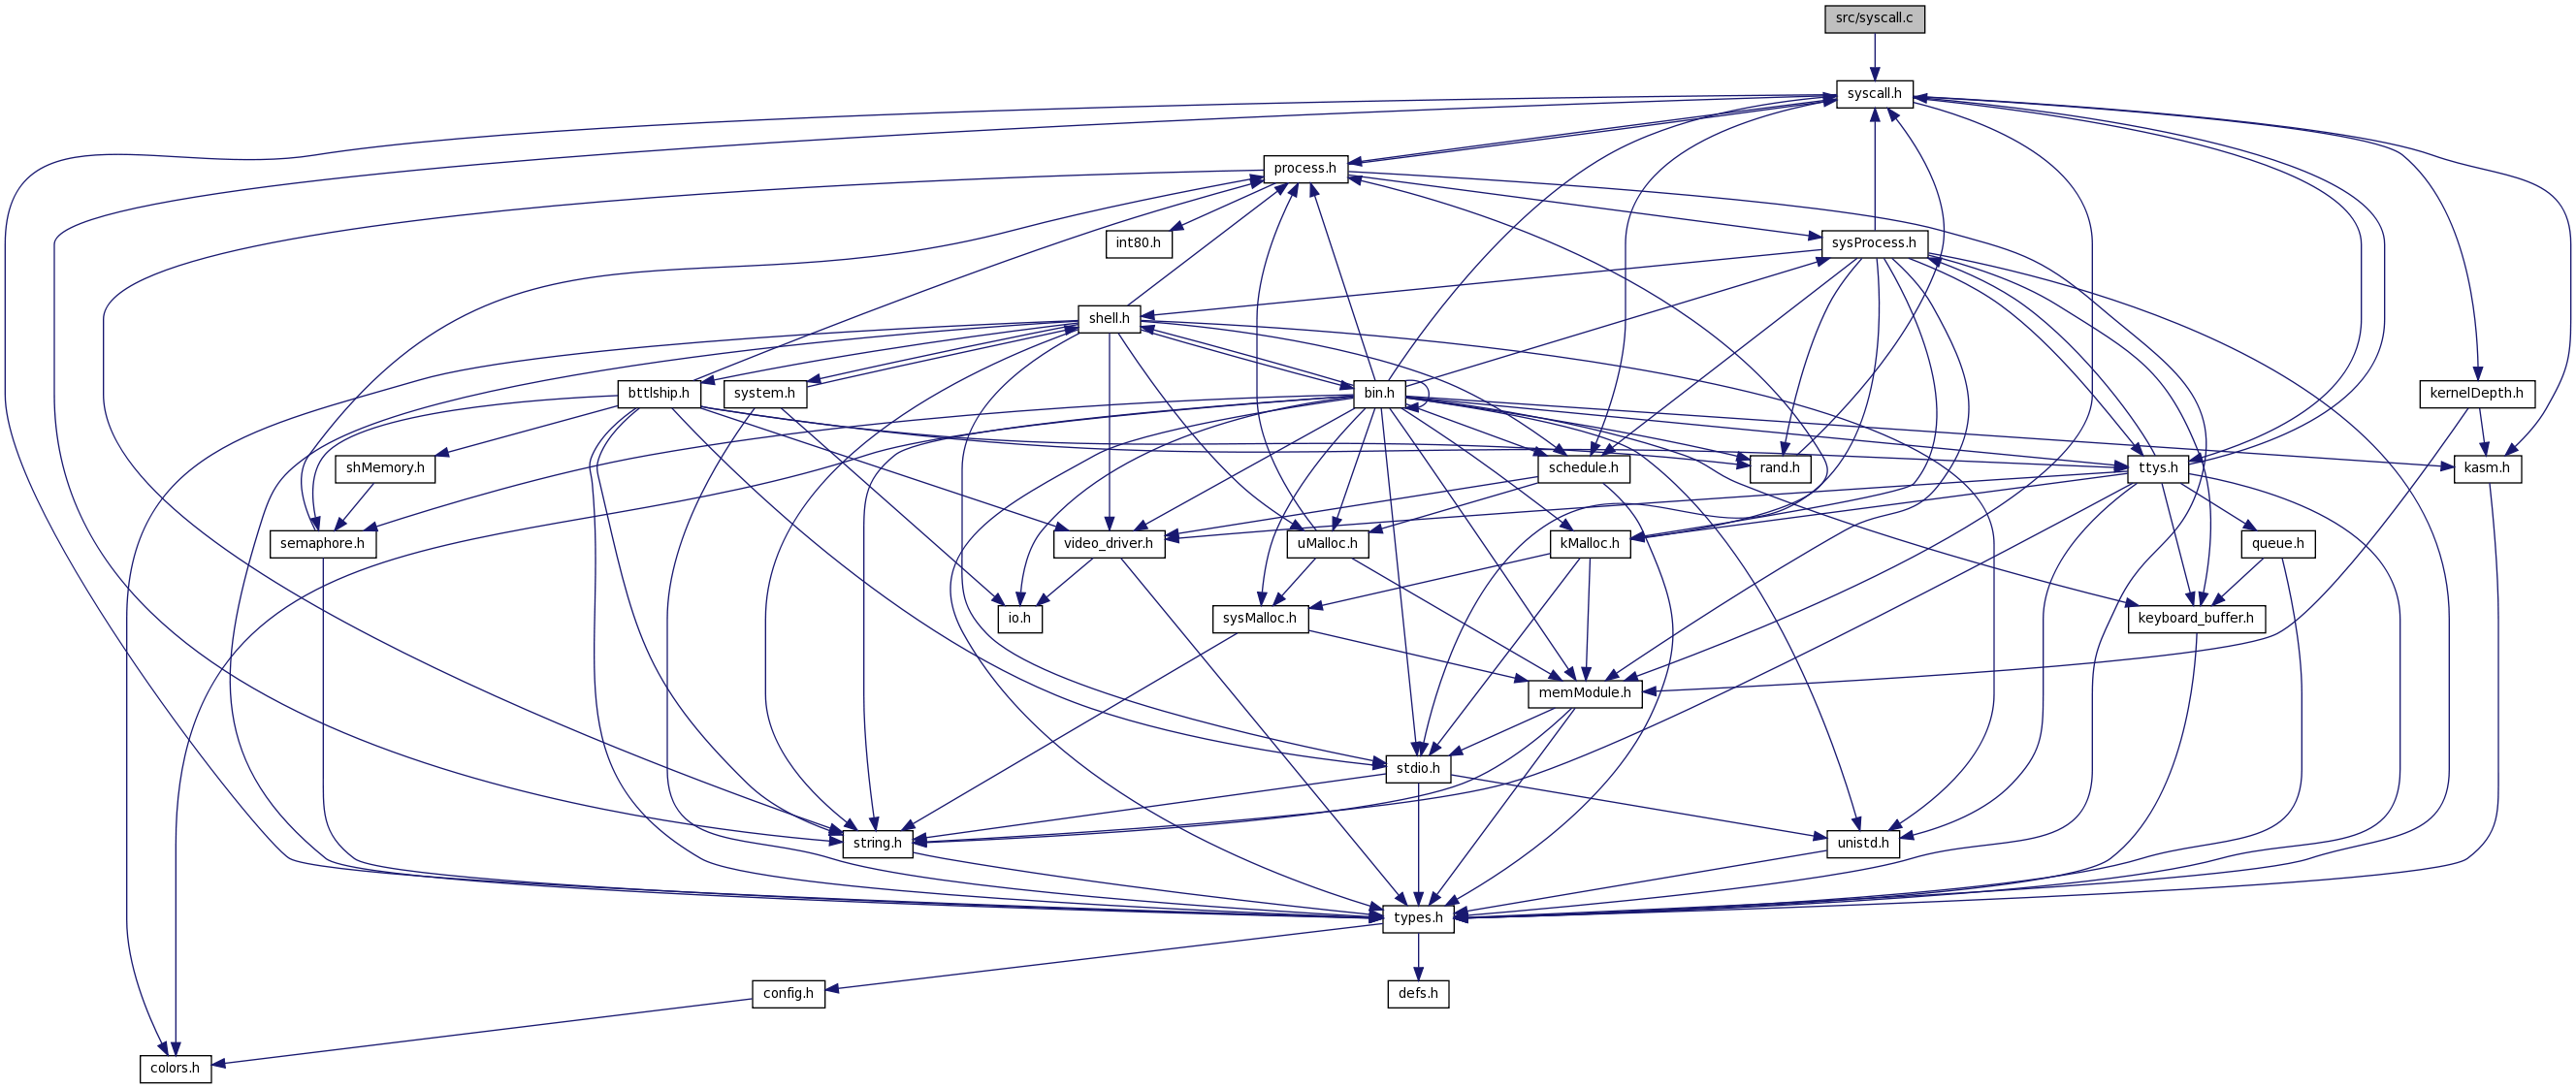 src/syscall.c
syscall.h
process.h
int80.h
sysProcess.h
shell.h
bttlship.h
system.h
bin.h
kernelDepth.h
shMemory.h
schedule.h
rand.h
ttys.h
kasm.h
semaphore.h
video_driver.h
uMalloc.h
kMalloc.h
queue.h
io.h
sysMalloc.h
keyboard_buffer.h
memModule.h
stdio.h
string.h
unistd.h
types.h
config.h
defs.h
colors.h